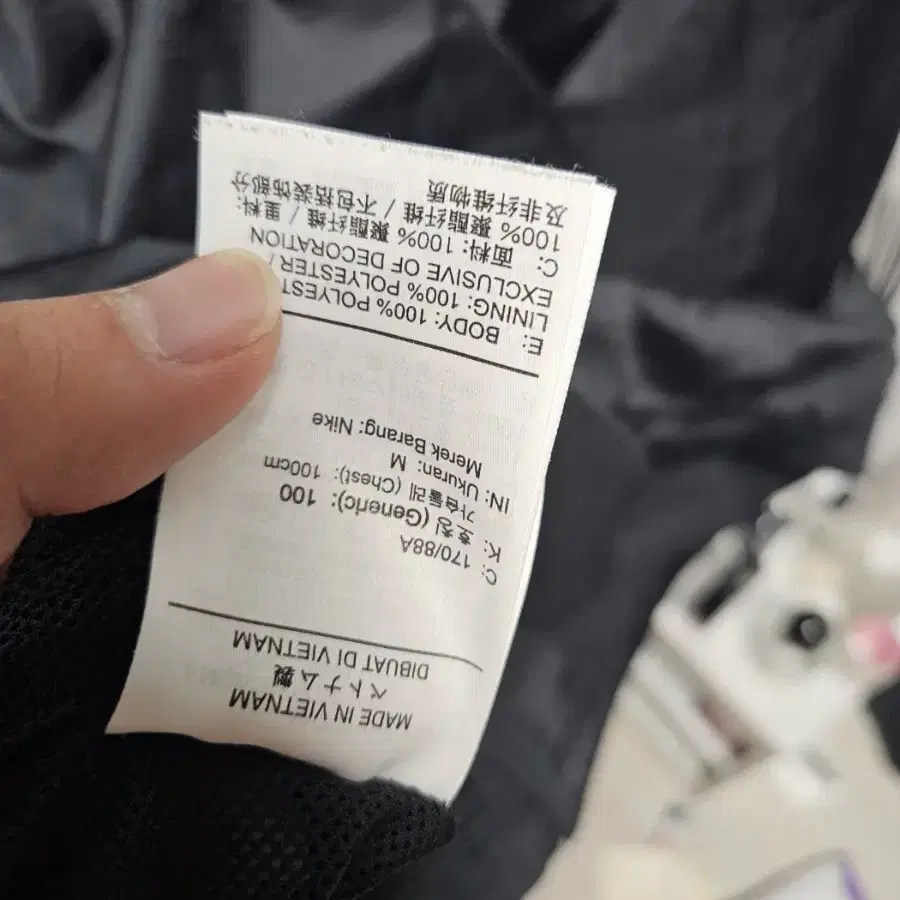 MADE IN VIETNAM
ベトナム製
DIBUAT DI VIETNAM
C: 170/88A
K: 호칭 (Generic): 100
가슴둘레 (Chest): 100cm
IN: Ukuran: M
Merek Barang: Nike
E: BODY: 100% POLYEST
LINING: 100% POLYESTER /
EXCLUSIVE OF DECORATION
C: 面料: 100% 聚酯纤维 / 里料:
100% 聚酯纤维 / 不包括装饰部分
及非纤维物质